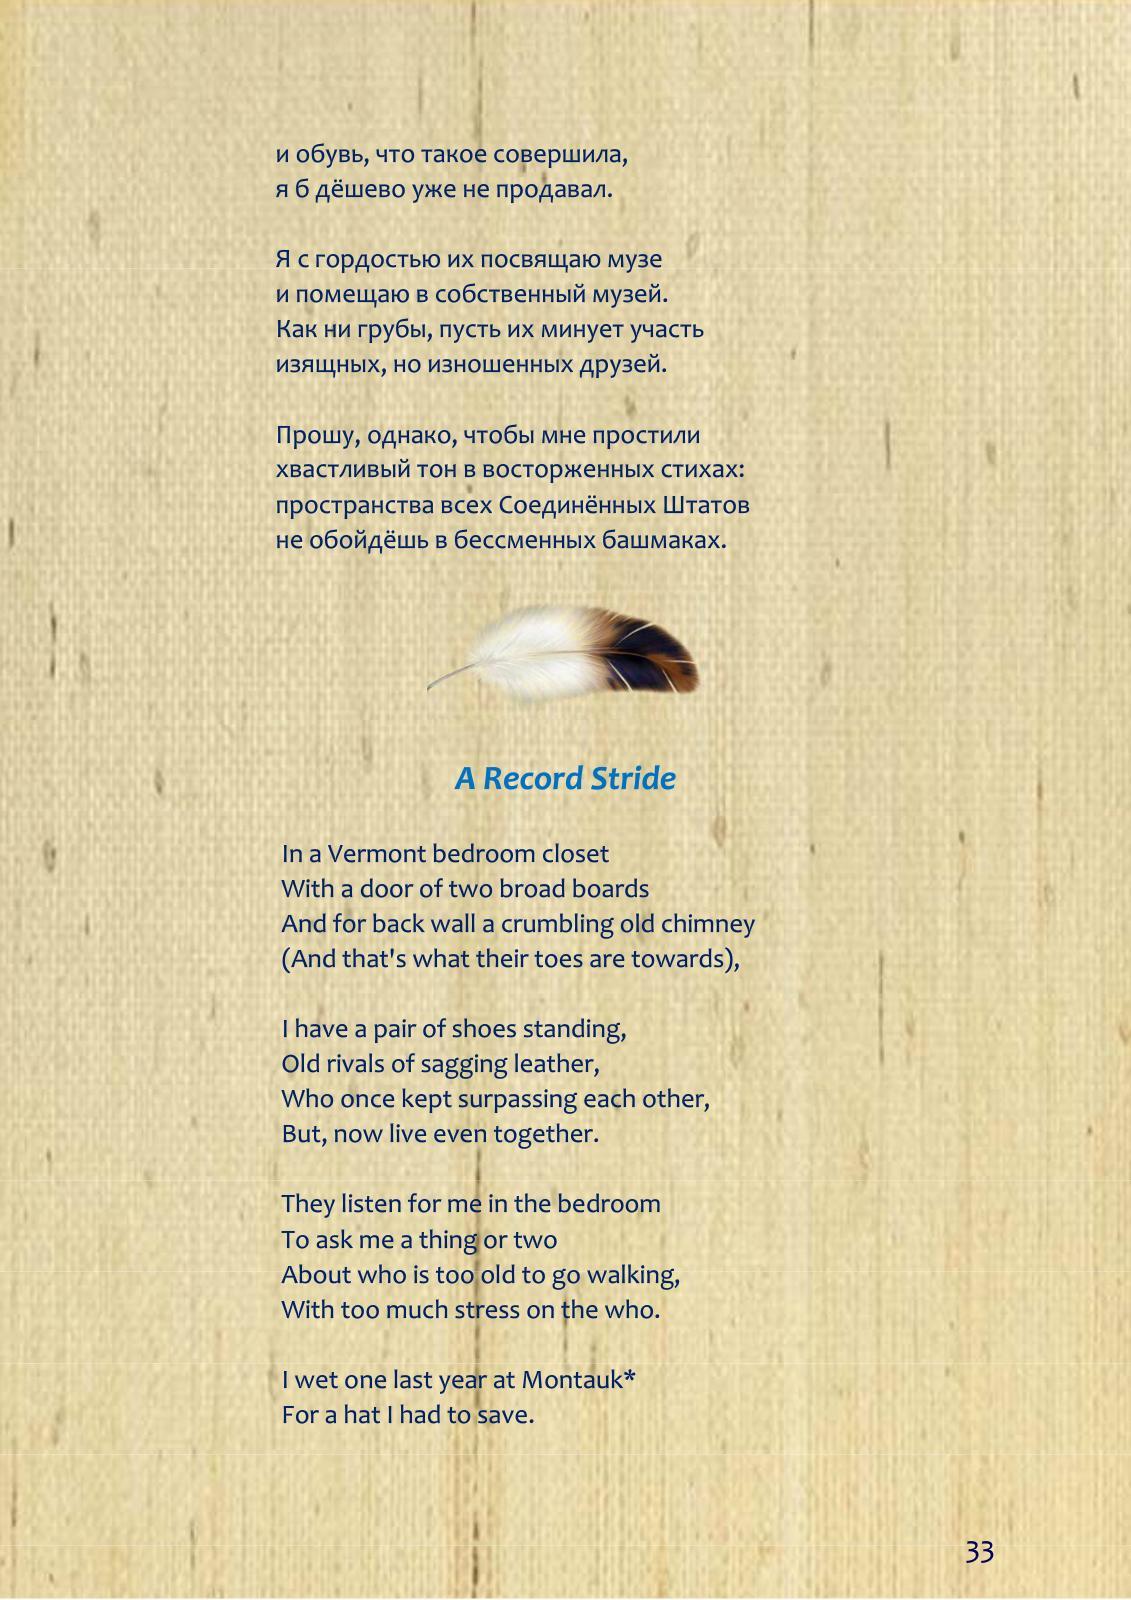 и обувь, что такое совершила,
я б дёшево уже не продавал.
Я с гордостью их посвящаю музе
и помещаю в собственный музей.
Как ни грубы, пусть их минует участь
изящных, но изношенных друзей.
Прошу, однако, чтобы мне простили
хвастливый тон в восторженных стихах:
пространства всех Соединённых Штатов
не обойдёшь в бессменных башмаках.
A Record Stride
In a Vermont bedroom closet
With a door of two broad boards
And for back wall a crumbling old chimney
(And that's what their toes are towards),
I have a pair of shoes standing,
Old rivals of sagging leather,
Who once kept surpassing each other,
But, now live even together.
They listen for me in the bedroom
To ask me a thing or two
About who is too old to go walking,
With too much stress on the who.
I wet one last year at Montauk*
For a hat I had to save.
33